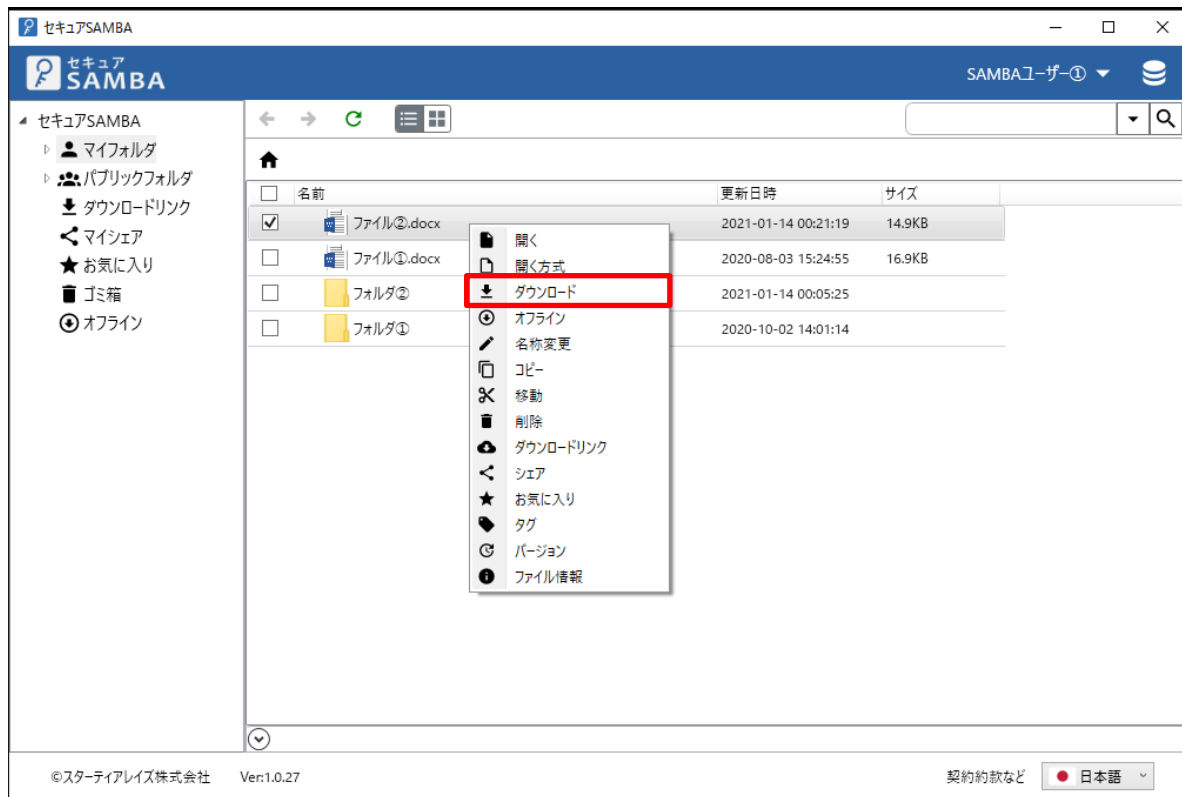 セキュアSAMBA
セキュア
SAMBA
SAMBAユーザー①
セキュアSAMBA
マイフォルダ
パブリックフォルダ
ダウンロードリンク
マイシェア
お気に入り
ゴミ箱
オフライン
名前 更新日時 サイズ
ファイル②.docx 2021-01-14 00:21:19 14.9KB
ファイル①.docx 2020-08-03 15:24:55 16.9KB
フォルダ② 2021-01-14 00:05:25
フォルダ① 2020-10-02 14:01:14
開く
開く方式
ダウンロード
オフライン
名称変更
コピー
移動
削除
ダウンロードリンク
シェア
お気に入り
タグ
バージョン
ファイル情報
©スターティアレイズ株式会社 Ver:1.0.27 契約約款など 日本語